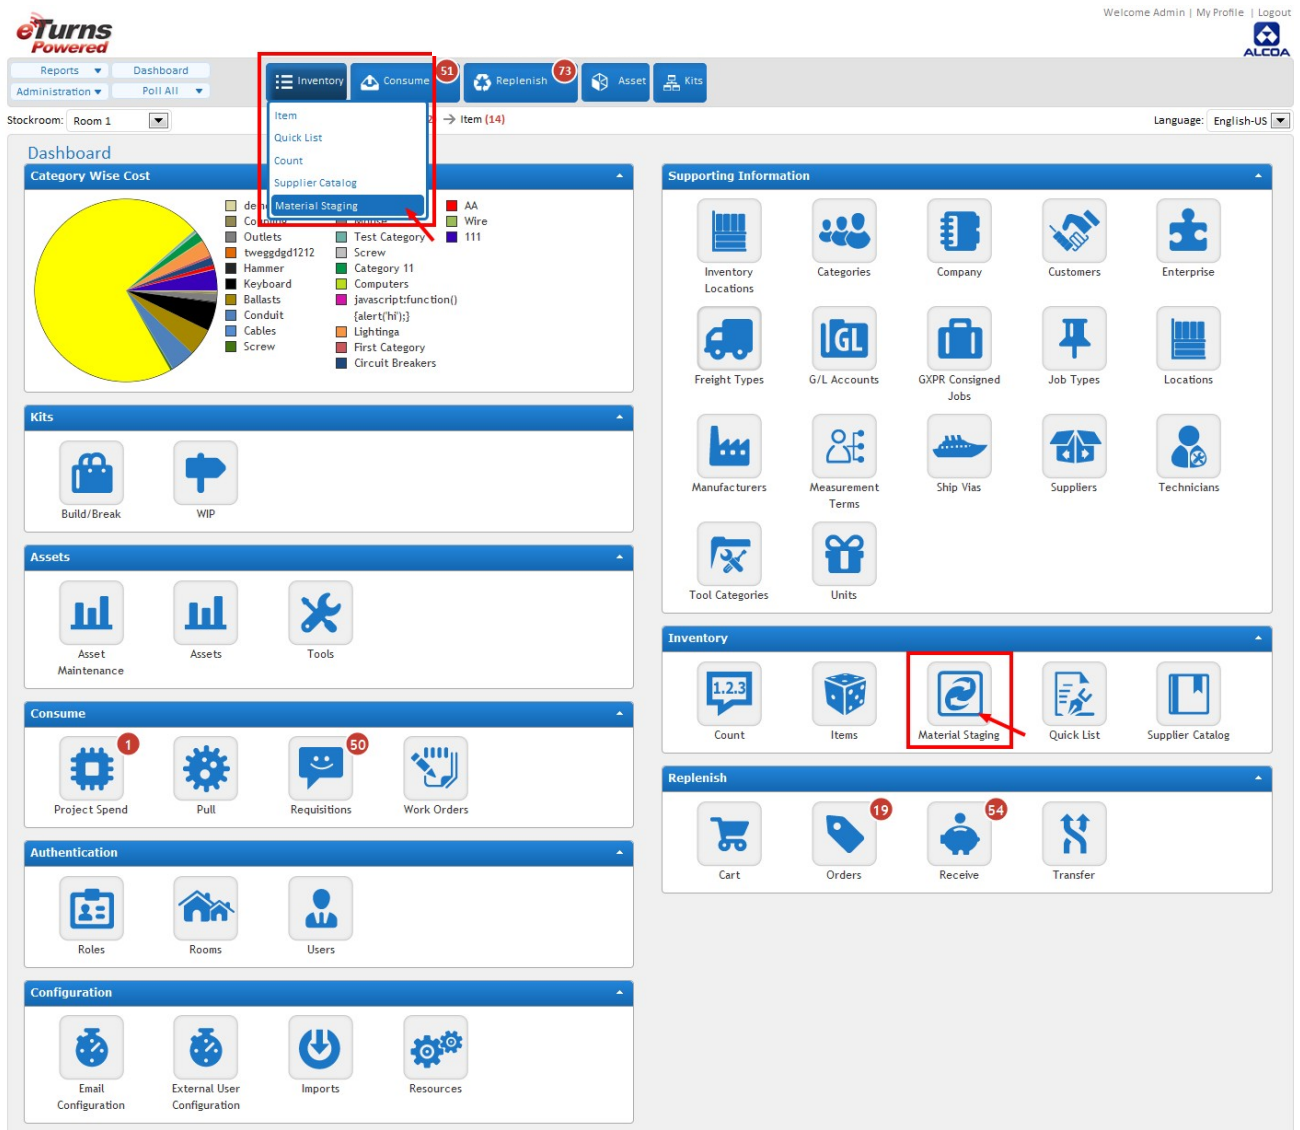 Welcome Admin | My Profile | Logout
eTurns
Powered
ALCOA
Reports
Dashboard
Administration
Poll All
Inventory
Consume
51
Replenish
73
Asset
Kits
Stockroom:
Room 1
→ Item (14)
Language:
English-US
Item
Quick List
Count
Supplier Catalog
Material Staging
Dashboard
Category Wise Cost
Outlets
tweggdgd1212
Hammer
Keyboard
Ballasts
Conduit
Cables
Screw
Test Category
Screw
Category 11
Computers
javascript:function()
{alert('hi');}
Lightinga
First Category
Circuit Breakers
AA
Wire
111
Kits
Build/Break
WIP
Assets
Asset
Maintenance
Assets
Tools
Consume
1
50
Project Spend
Pull
Requisitions
Work Orders
Authentication
Roles
Rooms
Users
Configuration
Email
Configuration
External User
Configuration
Imports
Resources
Supporting Information
Inventory
Locations
Categories
Company
Customers
Enterprise
GL
Freight Types
G/L Accounts
GXPR Consigned
Jobs
Job Types
Locations
Manufacturers
Measurement
Terms
Ship Vias
Suppliers
Technicians
Tool Categories
Units
Inventory
1.2.3
Count
Items
Material Staging
Quick List
Supplier Catalog
Replenish
19
54
Cart
Orders
Receive
Transfer